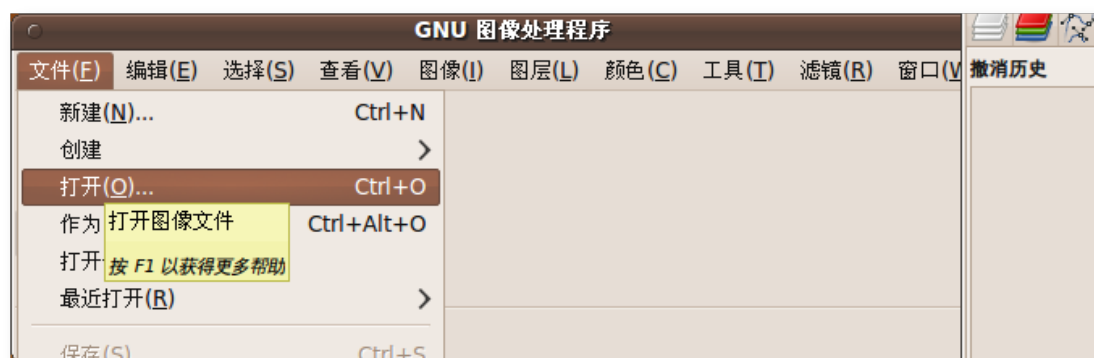 GNU 图像处理程序
文件(F) 编辑(E) 选择(S) 查看(V) 图像(I) 图层(L) 颜色(C) 工具(T) 滤镜(R) 窗口(W
撤消历史
新建(N)... Ctrl+N
创建
打开(O)... Ctrl+O
作为 Ctrl+Alt+O
打开图像文件
打开
按 F1 以获得更多帮助
最近打开(R)
保存(S) Ctrl+S